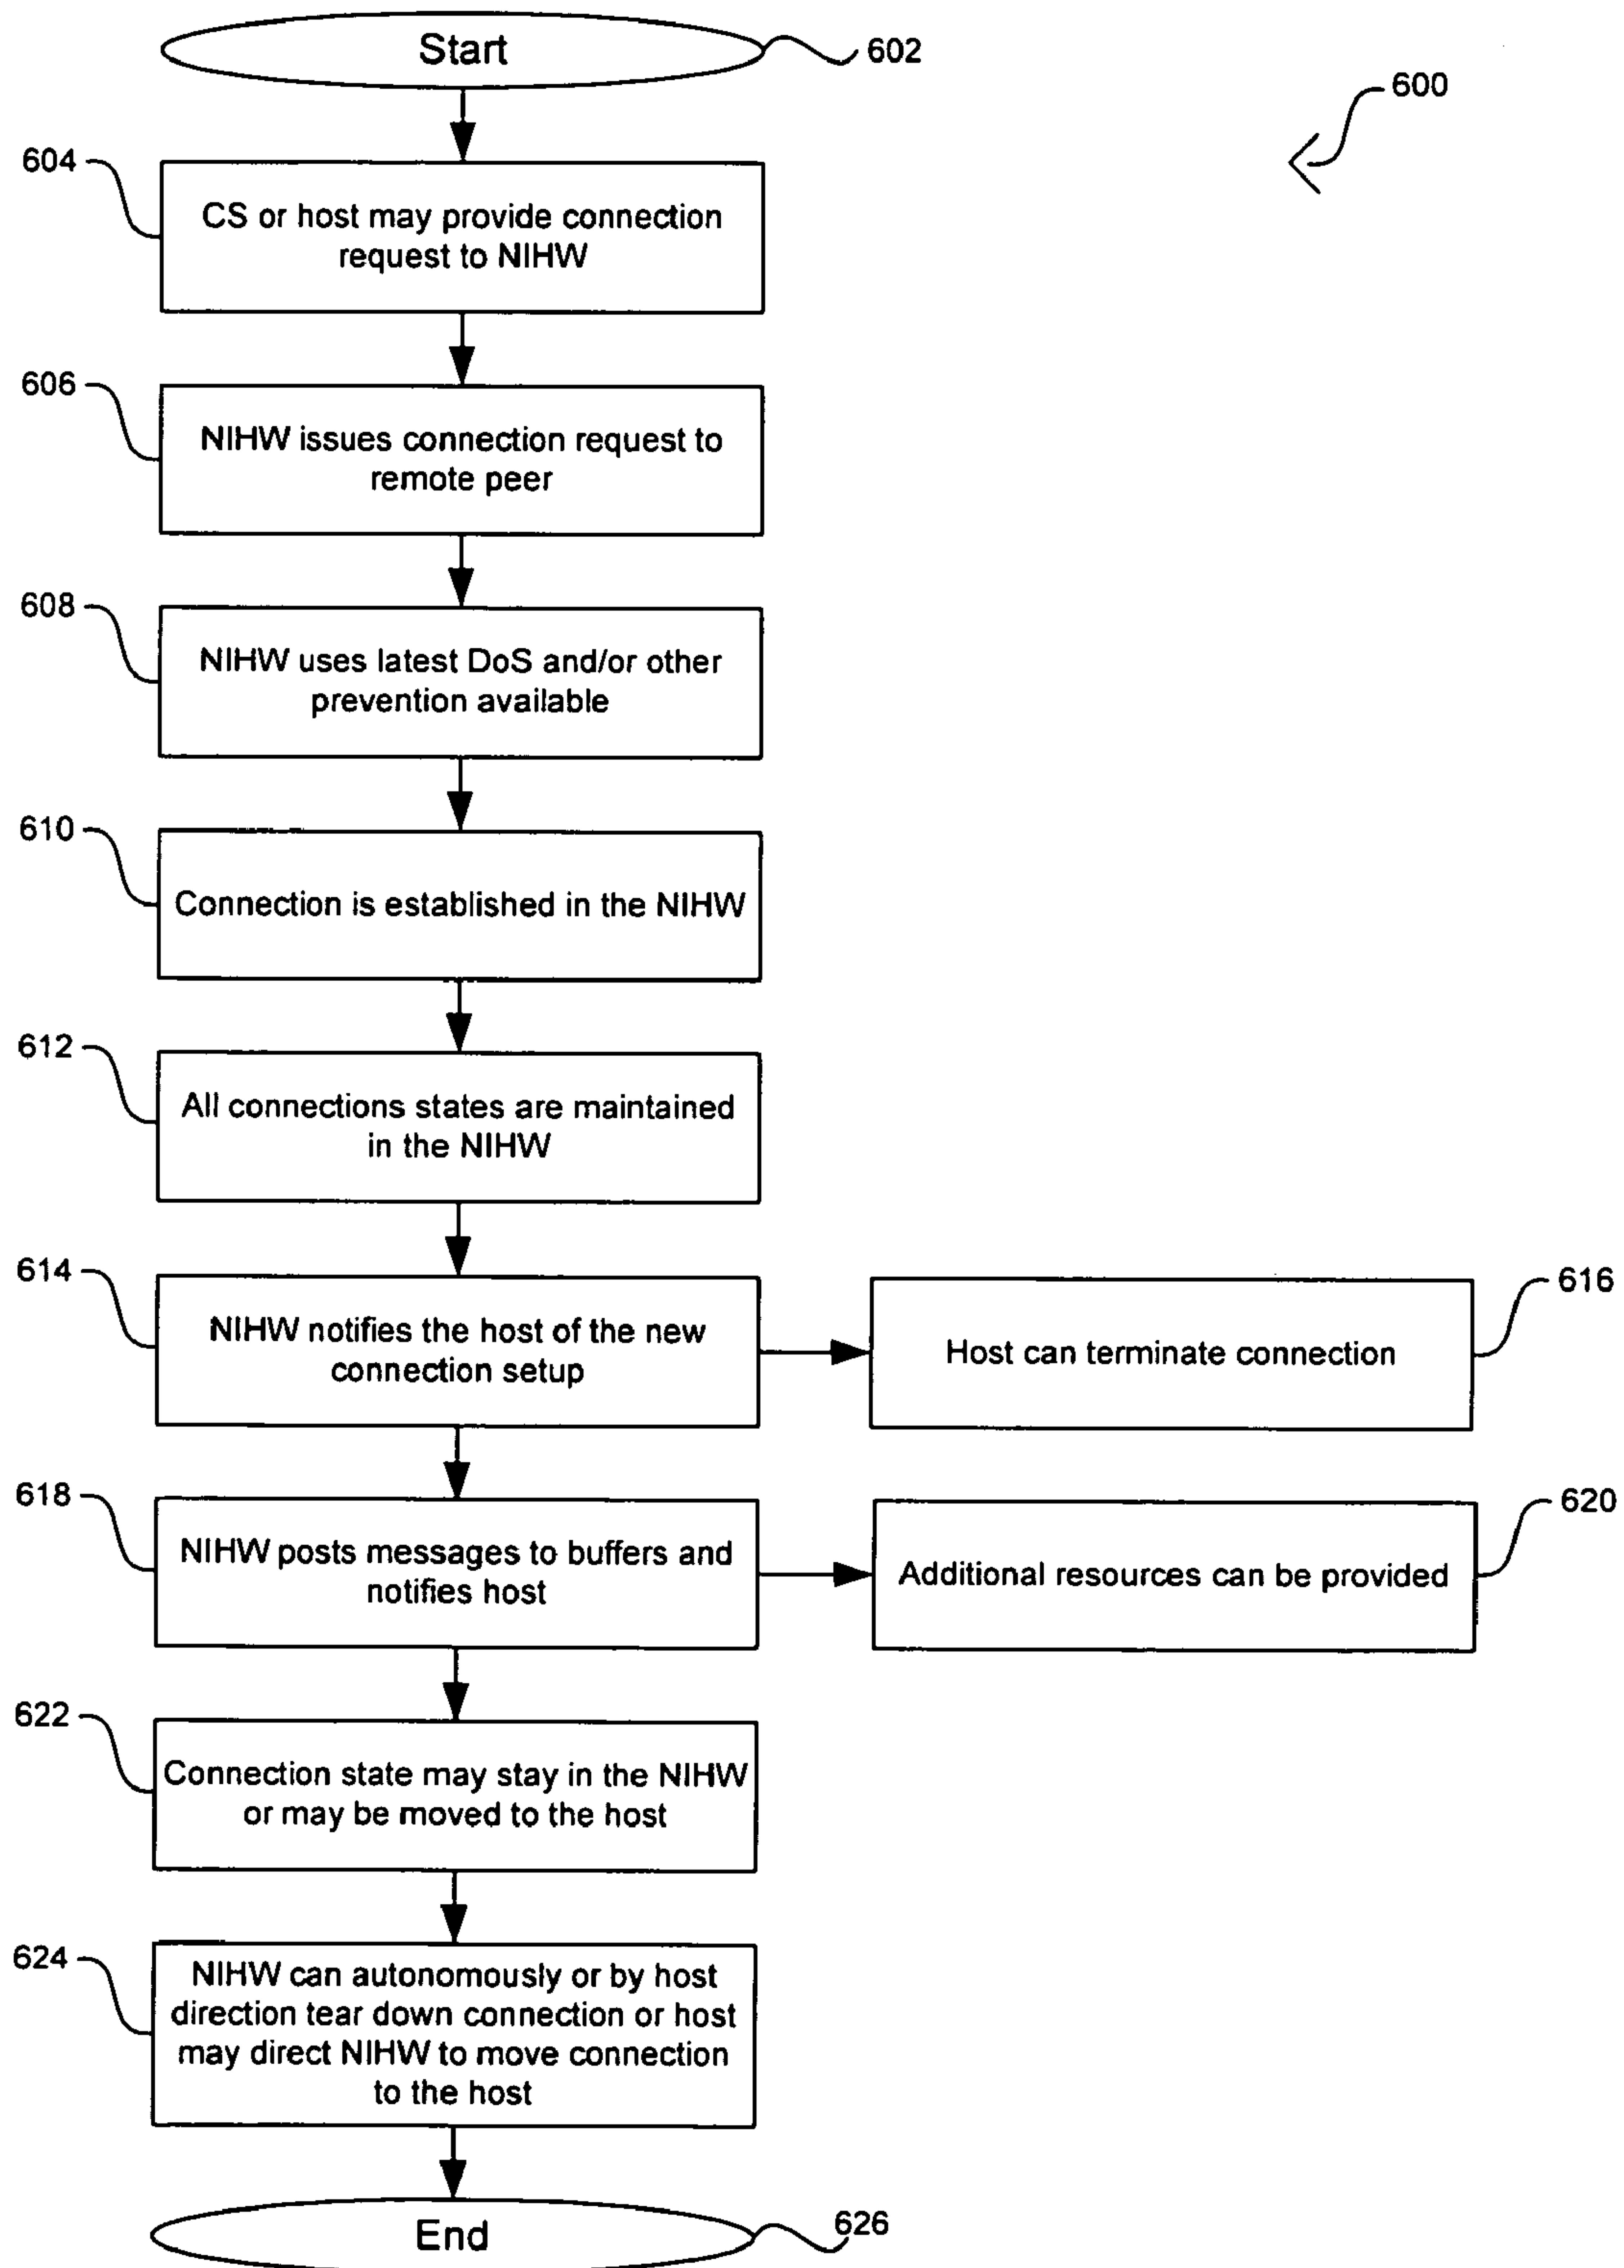 Start
602
600
604
CS or host may provide connection
request to NIHW
606
NIHW issues connection request to
remote peer
608
NIHW uses latest DoS and/or other
prevention available
610
Connection is established in the NIHW
612
All connections states are maintained
in the NIHW
614
NIHW notifies the host of the new
connection setup
616
Host can terminate connection
618
NIHW posts messages to buffers and
notifies host
620
Additional resources can be provided
622
Connection state may stay in the NIHW
or may be moved to the host
624
NIHW can autonomously or by host
direction tear down connection or host
may direct NIHW to move connection
to the host
End
626